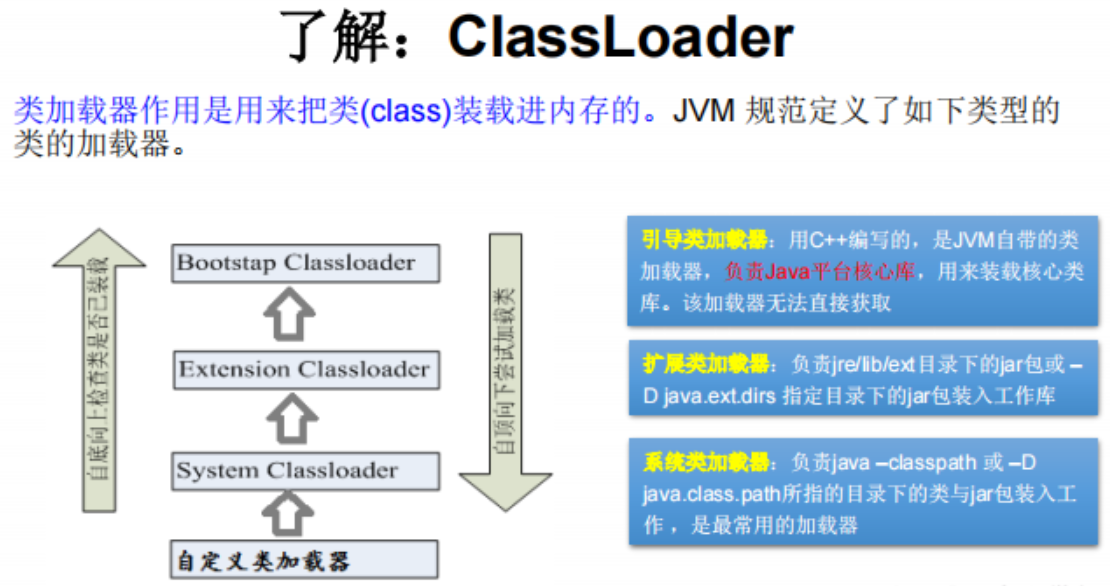 了解：ClassLoader
类加载器作用是用来把类(class)装载进内存的。JVM 规范定义了如下类型的
类的加载器。
自底向上检查类是否已装载
Bootstap Classloader
Extension Classloader
System Classloader
自定义类加载器
自顶向下尝试加载类
引导类加载器：用C++编写的，是JVM自带的类
加载器，负责Java平台核心库，用来装载核心类
库。该加载器无法直接获取
扩展类加载器：负责jre/lib/ext目录下的jar包或 –
D java.ext.dirs 指定目录下的jar包装入工作库
系统类加载器：负责java –classpath 或 –D
java.class.path所指的目录下的类与jar包装入工
作 ，是最常用的加载器